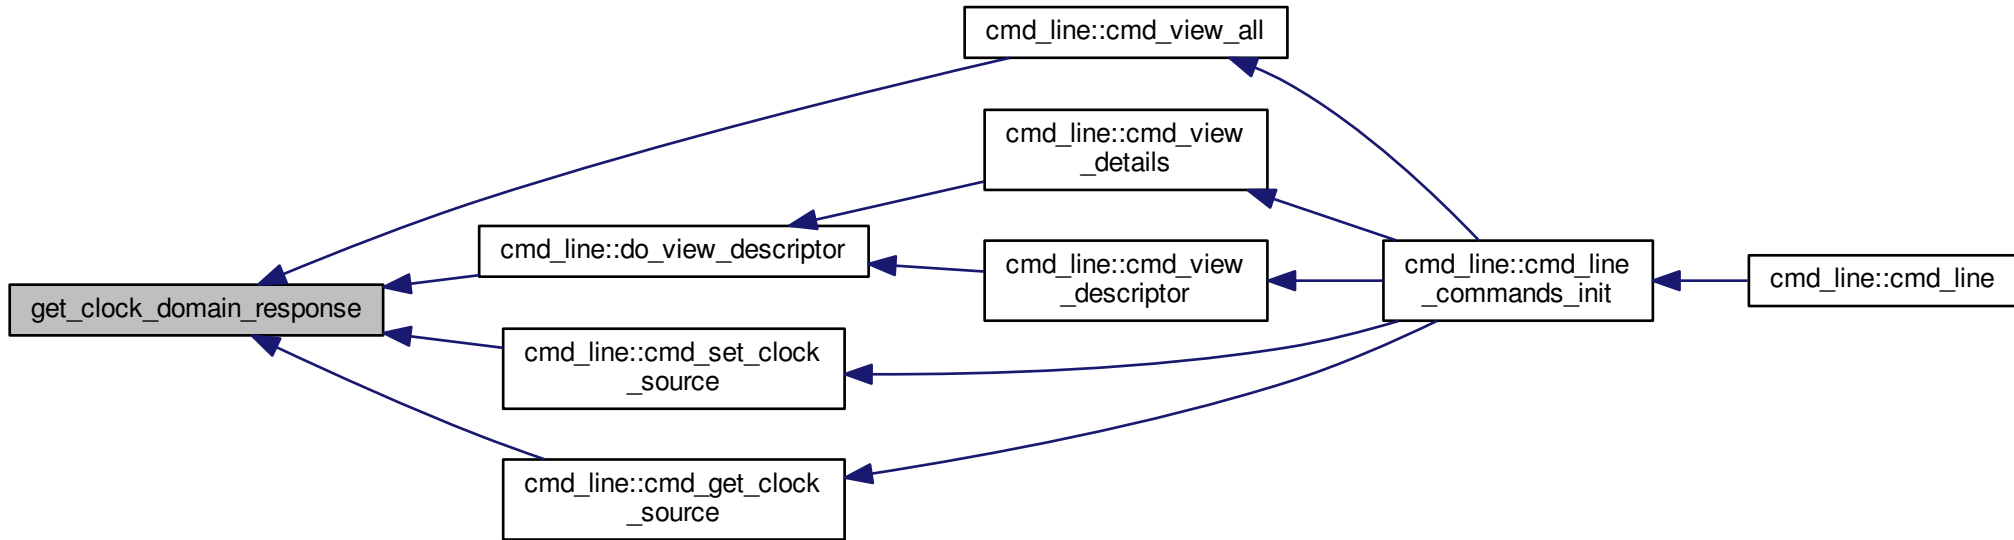 cmd_line::cmd_view_all
cmd_line::cmd_view
_details
cmd_line::do_view_descriptor
cmd_line::cmd_view
_descriptor
cmd_line::cmd_line
_commands_init
cmd_line::cmd_line
get_clock_domain_response
cmd_line::cmd_set_clock
_source
cmd_line::cmd_get_clock
_source